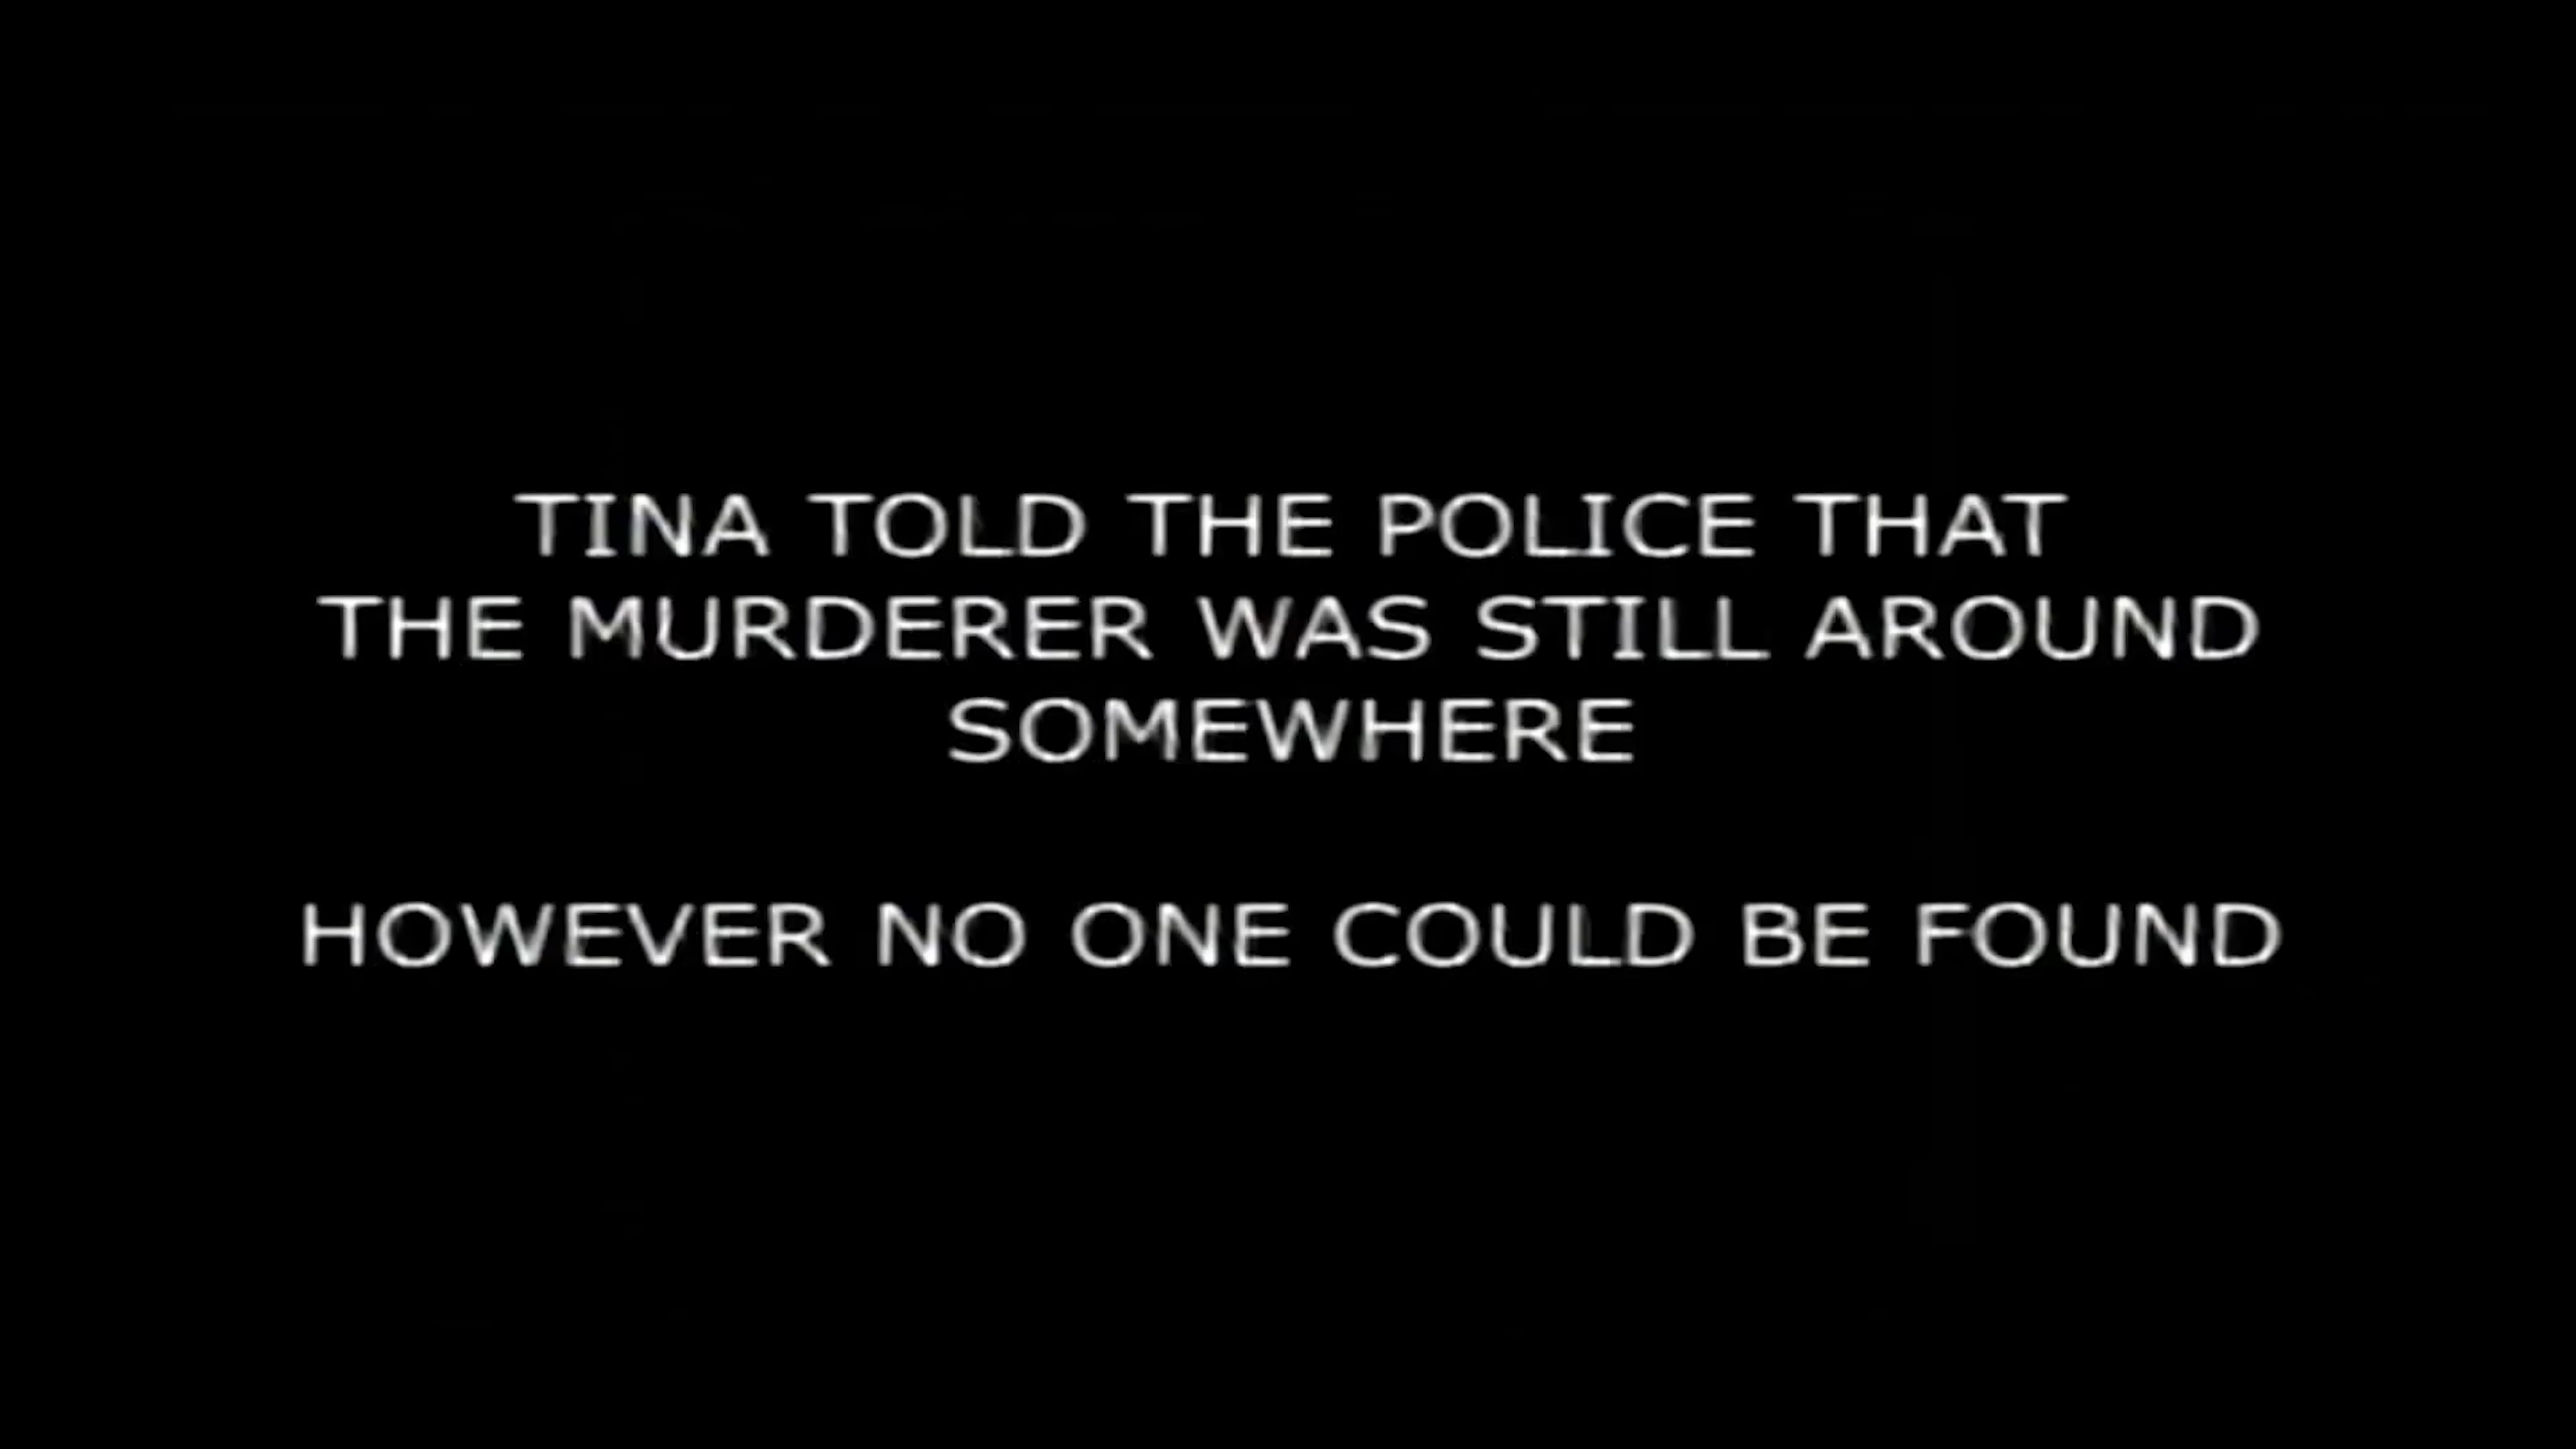 TINA TOLD THE POLICE THAT
THE MURDERER WAS STILL AROUND
SOMEWHERE
HOWEVER NO ONE COULD BE FOUND